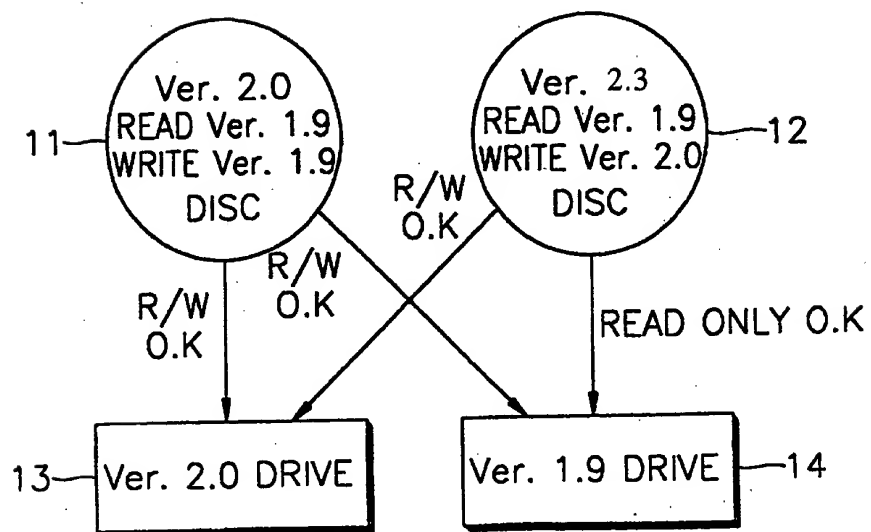 11
Ver. 2.0
READ Ver. 1.9
WRITE Ver. 1.9
DISC
Ver. 2.3
READ Ver. 1.9
WRITE Ver. 2.0
DISC
12
R/W
O.K
R/W
O.K
R/W
O.K
READ ONLY O.K
13
Ver. 2.0 DRIVE
Ver. 1.9 DRIVE
14